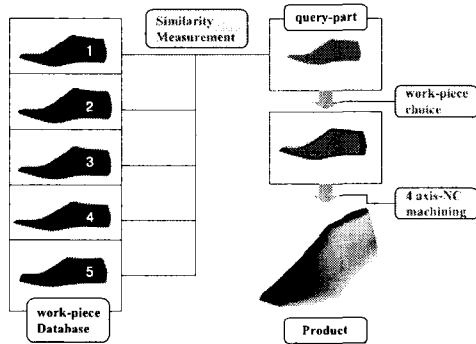 1
2
3
4
5
work-piece
Database
Similarity
Measurement
query-part
work-piece
choice
4 axis-NC
machining
Product